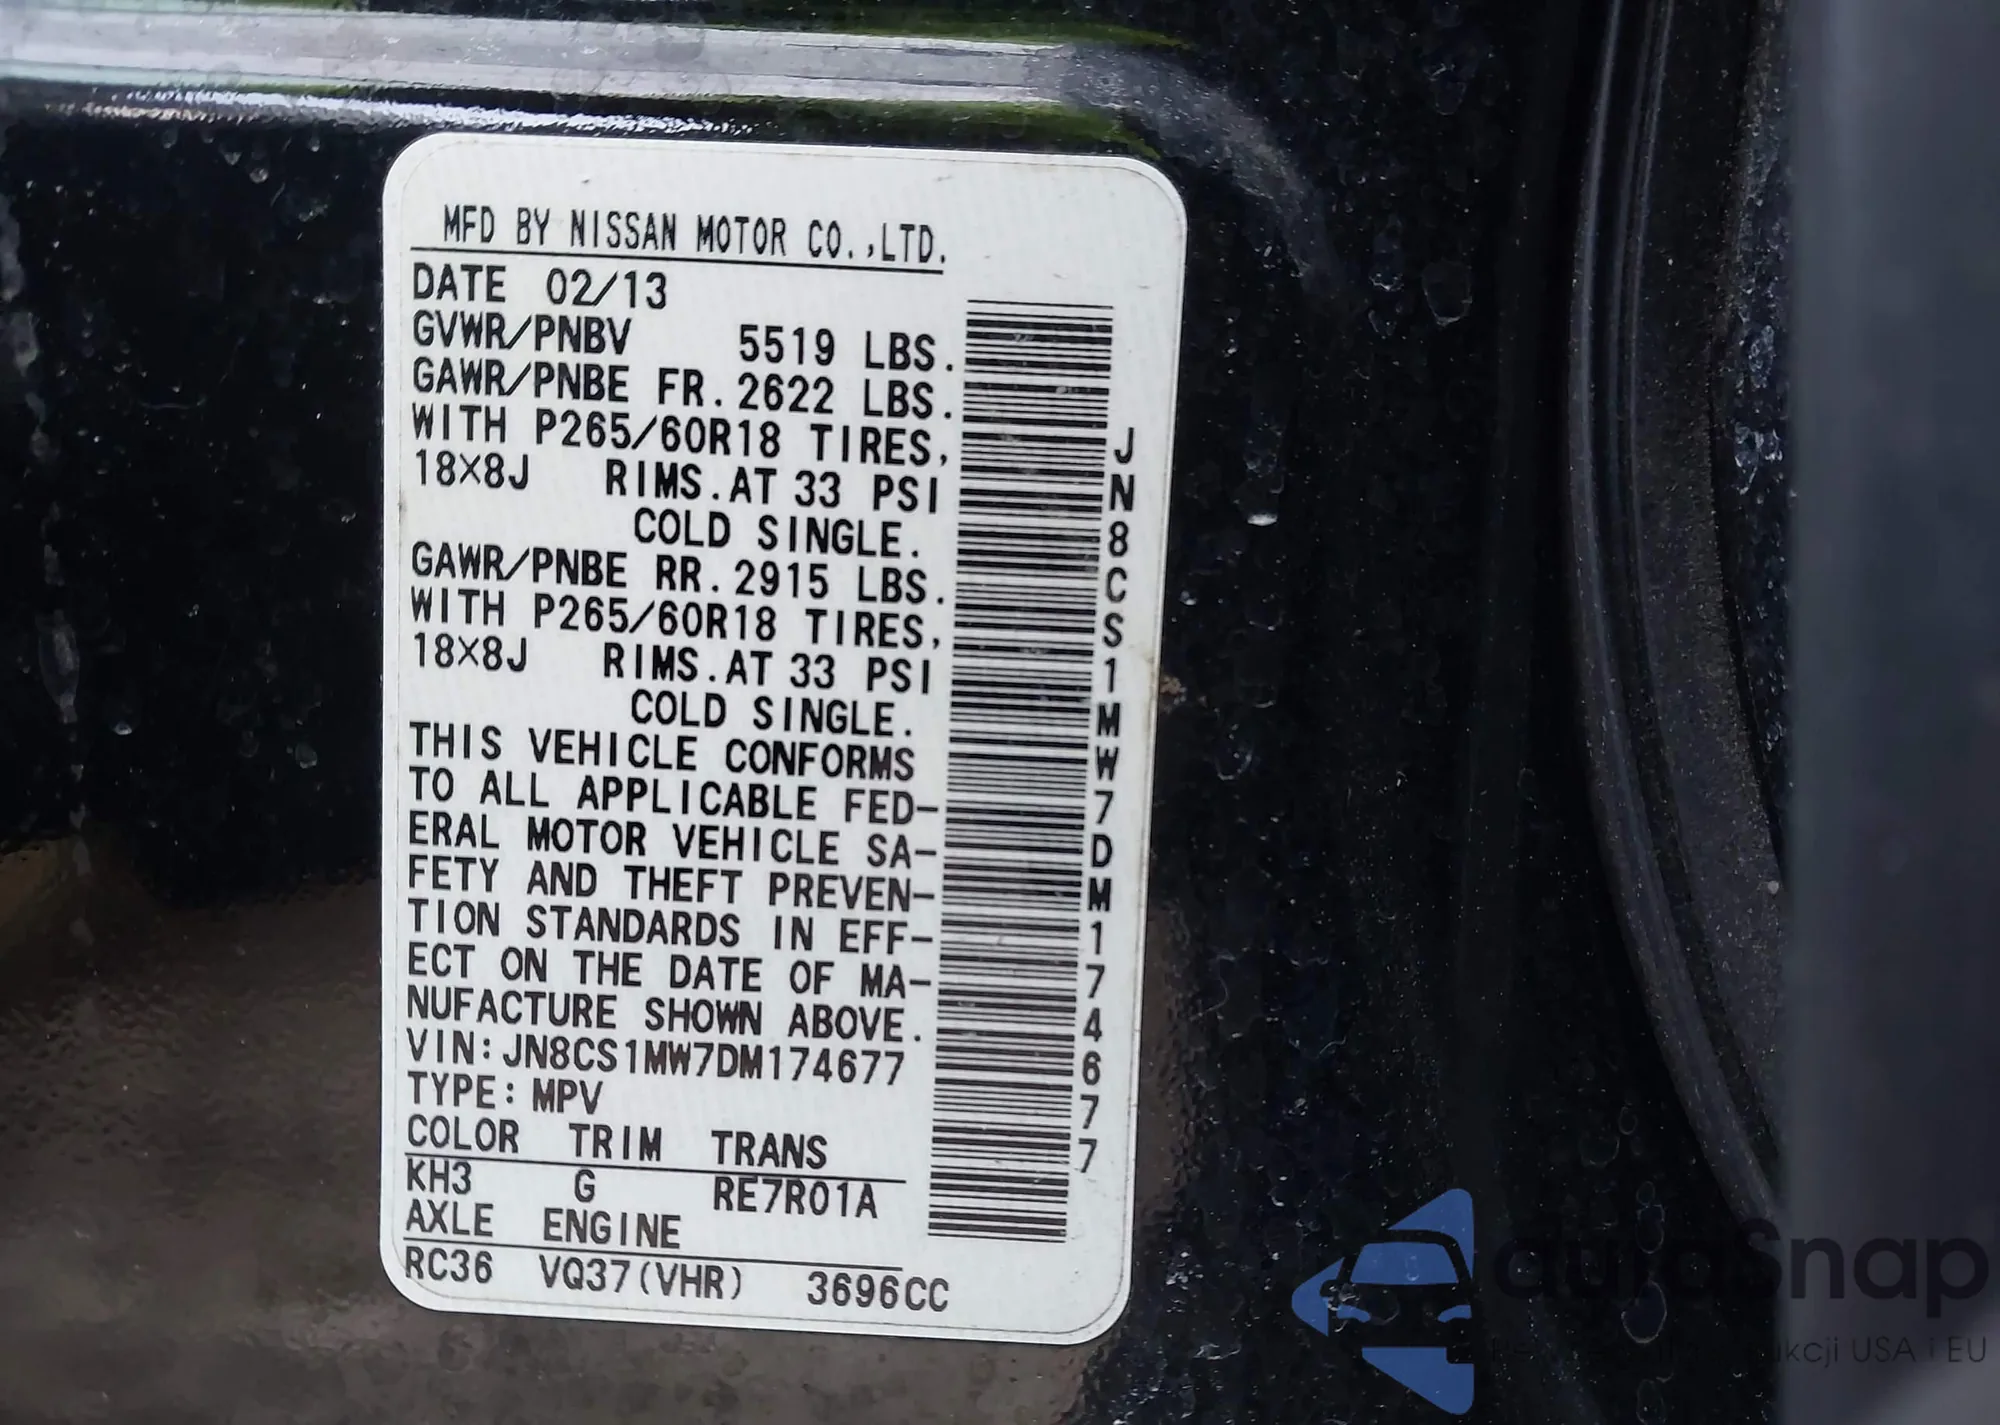 MFD BY NISSAN MOTOR CO.,LTD.
DATE 02/13
GVWR/PNBV 5519 LBS.
GAWR/PNBE FR.2622 LBS.
WITH P265/60R18 TIRES,
18X8J RIMS.AT 33 PSI
COLD SINGLE.
GAWR/PNBE RR.2915 LBS.
WITH P265/60R18 TIRES,
18X8J RIMS.AT 33 PSI
COLD SINGLE.
THIS VEHICLE CONFORMS
TO ALL APPLICABLE FED-
ERAL MOTOR VEHICLE SA-
FETY AND THEFT PREVEN-
TION STANDARDS IN EFF-
ECT ON THE DATE OF MA-
NUFACTURE SHOWN ABOVE.
VIN:JN8CS1MW7DM174677
TYPE:MPV
COLOR TRIM TRANS
KH3 G RE7R01A
AXLE ENGINE
RC36 VQ37(VHR) 3696CC
JN8CS1MW7DM174677
auraSnap
USA i EU